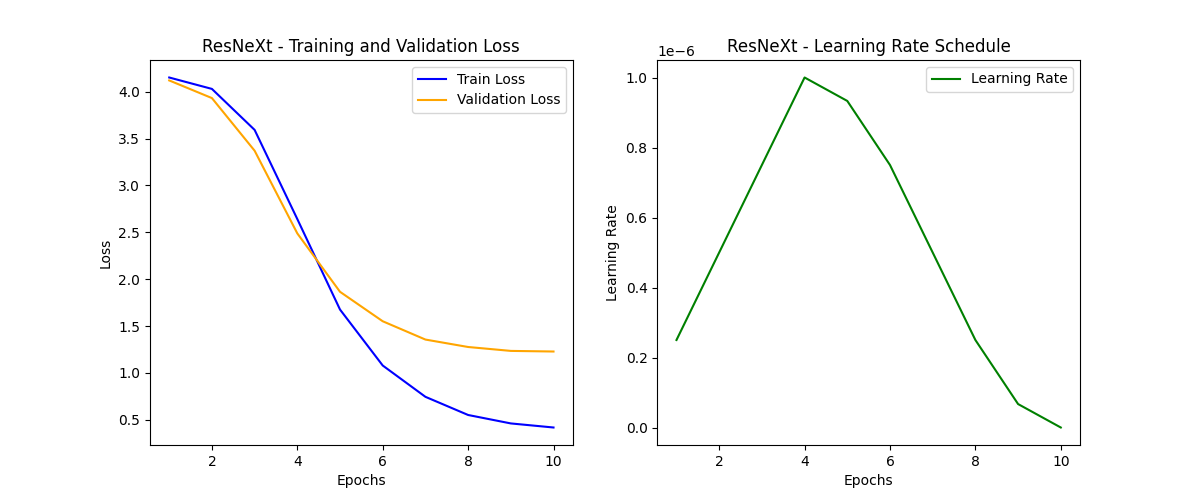 ResNeXt - Training and Validation Loss
Train Loss
Validation Loss
4.0
3.5
3.0
2.5
2.0
1.5
1.0
0.5
Loss
2 4 6 8 10
Epochs
ResNeXt - Learning Rate Schedule
1e−6
Learning Rate
1.0
0.8
0.6
0.4
0.2
0.0
Learning Rate
2 4 6 8 10
Epochs